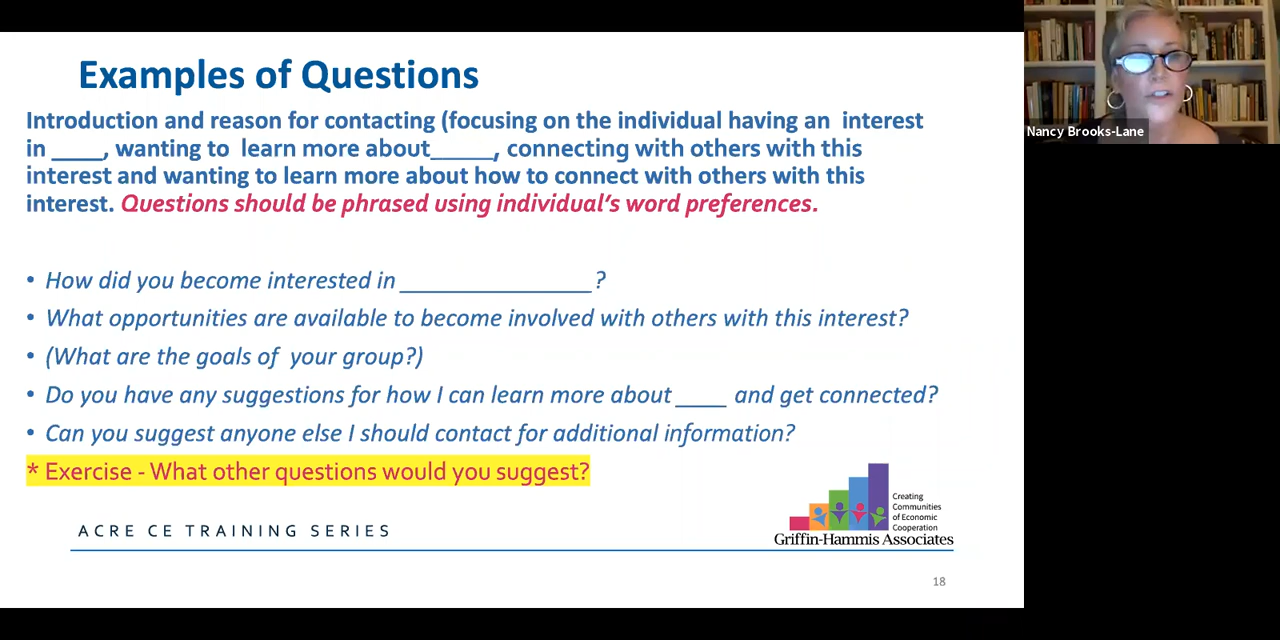 Examples of Questions
Introduction and reason for contacting (focusing on the individual having an interest
in ____, wanting to learn more about_____, connecting with others with this
interest and wanting to learn more about how to connect with others with this
interest. Questions should be phrased using individual's word preferences.
• How did you become interested in _______________?
• What opportunities are available to become involved with others with this interest?
• (What are the goals of your group?)
• Do you have any suggestions for how I can learn more about ____ and get connected?
• Can you suggest anyone else I should contact for additional information?
* Exercise - What other questions would you suggest?
ACRE CE TRAINING SERIES
Creating
Communities
of Economic
Cooperation
Griffin-Hammis Associates
18
Nancy Brooks-Lane